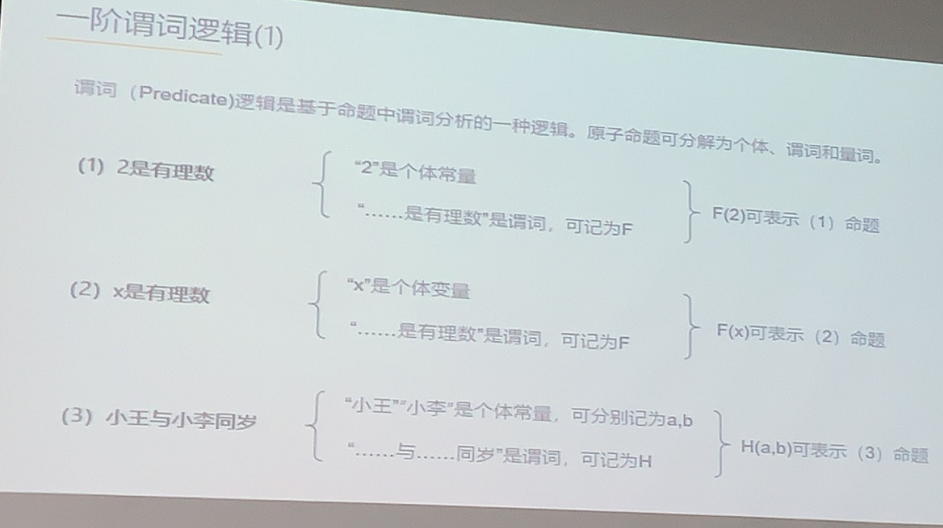 一阶谓词逻辑(1)
谓词（Predicate)逻辑是基于命题中谓词分析的一种逻辑。原子命题可分解为个体、谓词和量词。
(1) 2是有理数
“2”是个体常量
“……是有理数”是谓词，可记为F
F(2)可表示（1）命题
(2) x是有理数
“x”是个体变量
“……是有理数”是谓词，可记为F
F(x)可表示（2）命题
(3) 小王与小李同岁
“小王”“小李”是个体常量，可分别记为a,b
“……与……同岁”是谓词，可记为H
H(a,b)可表示（3）命题